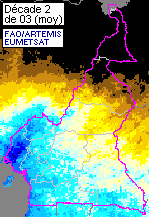 Décade 2
de 03 (moy)
FAO/ARTEMIS
EUMETSAT